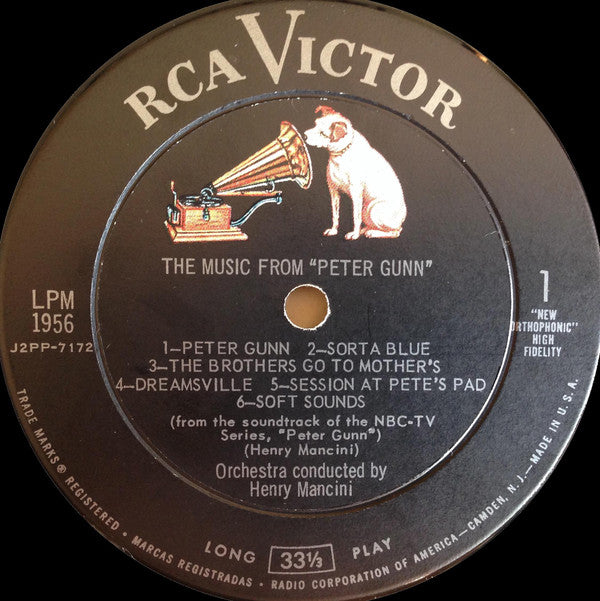 RCA VICTOR
THE MUSIC FROM "PETER GUNN"
LPM
1956
J2PP-7172
1
"NEW
ORTHOPHONIC"
HIGH
FIDELITY
1—PETER GUNN 2—SORTA BLUE
3—THE BROTHERS GO TO MOTHER'S
4—DREAMSVILLE 5—SESSION AT PETE'S PAD
6—SOFT SOUNDS
(from the soundtrack of the NBC-TV
Series, "Peter Gunn")
(Henry Mancini)
Orchestra conducted by
Henry Mancini
LONG 33⅓ PLAY
TRADE MARKS ® REGISTERED • MARCAS REGISTRADAS • RADIO CORPORATION OF AMERICA—CAMDEN, N. J.—MADE IN U.S.A.